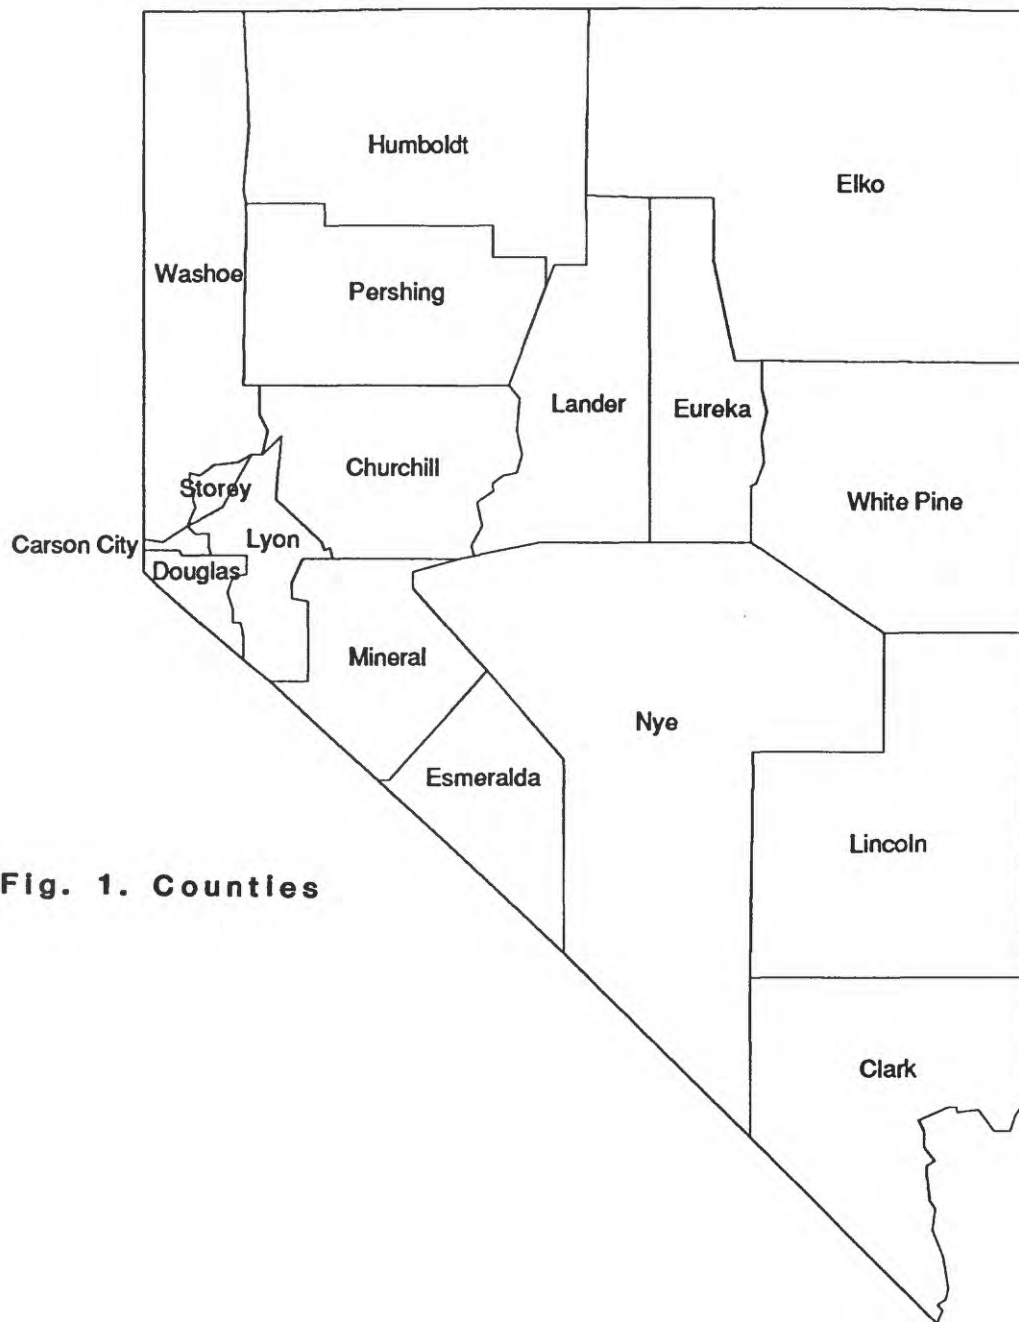 Humboldt
Elko
Washoe
Pershing
Lander
Eureka
Churchill
Storey
White Pine
Carson City
Lyon
Douglas
Mineral
Nye
Esmeralda
Lincoln
Fig. 1. Counties
Clark